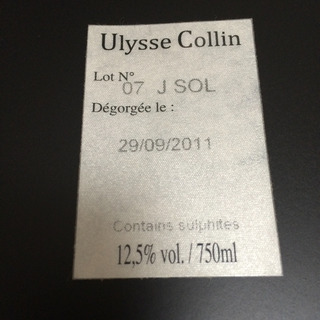 Ulysse Collin
Lot N°
07 J SOL
Dégorgée le :
29/09/2011
Contains sulphites
12,5% vol. / 750ml